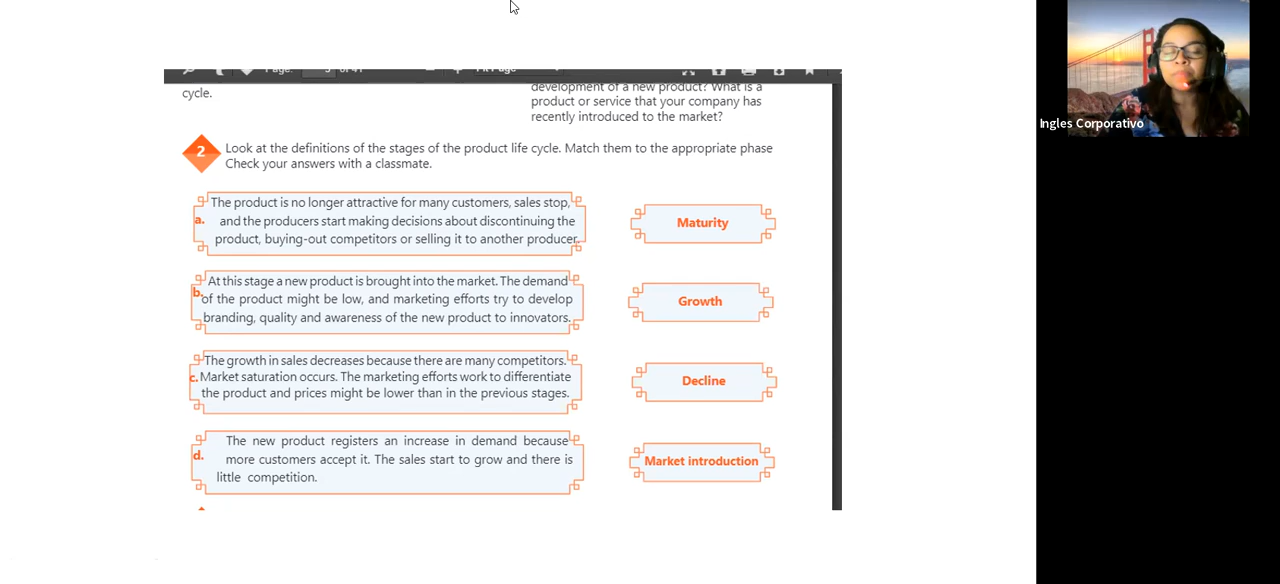 Page:
of 41
cycle.
development of a new product? What is a
product or service that your company has
recently introduced to the market?
2
Look at the definitions of the stages of the product life cycle. Match them to the appropriate phase
Check your answers with a classmate.
a.
The product is no longer attractive for many customers, sales stop,
and the producers start making decisions about discontinuing the
product, buying-out competitors or selling it to another producer.
Maturity
b.
At this stage a new product is brought into the market. The demand
of the product might be low, and marketing efforts try to develop
branding, quality and awareness of the new product to innovators.
Growth
c.
The growth in sales decreases because there are many competitors.
Market saturation occurs. The marketing efforts work to differentiate
the product and prices might be lower than in the previous stages.
Decline
d.
The new product registers an increase in demand because
more customers accept it. The sales start to grow and there is
little competition.
Market introduction
Ingles Corporativo